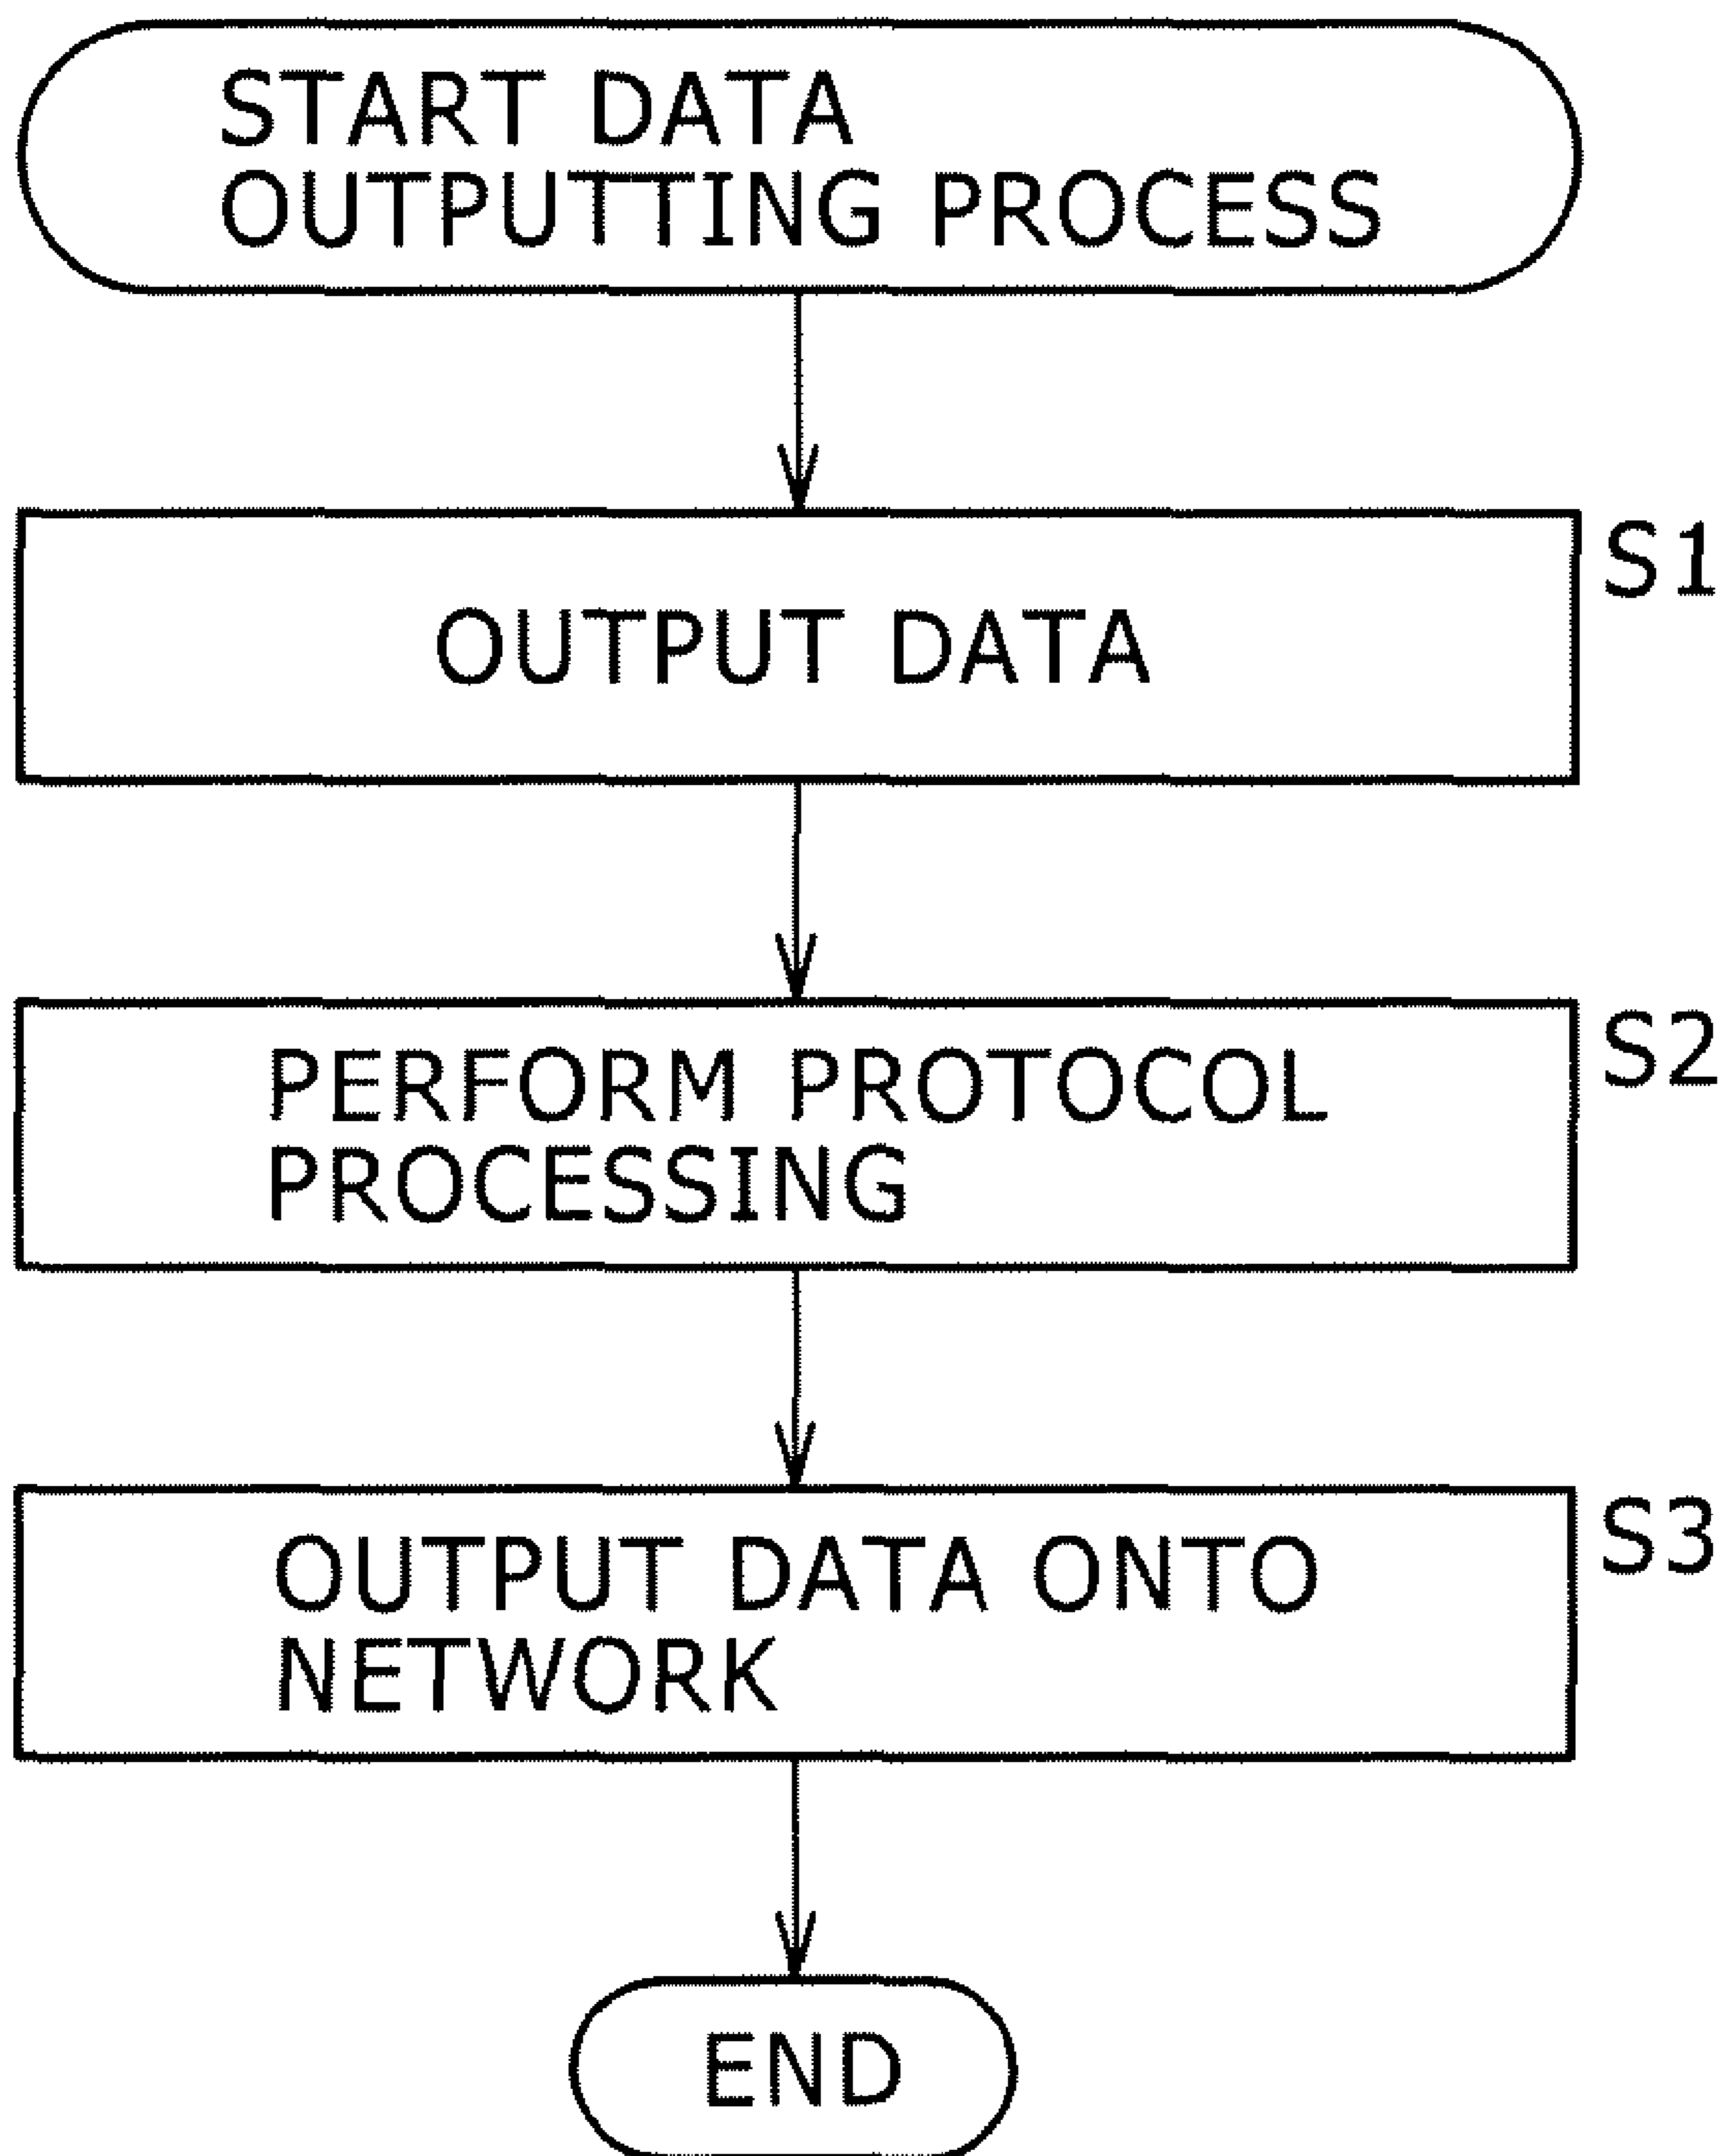 START DATA
OUTPUTTING PROCESS
S1
OUTPUT DATA
S2
PERFORM PROTOCOL
PROCESSING
S3
OUTPUT DATA ONTO
NETWORK
END